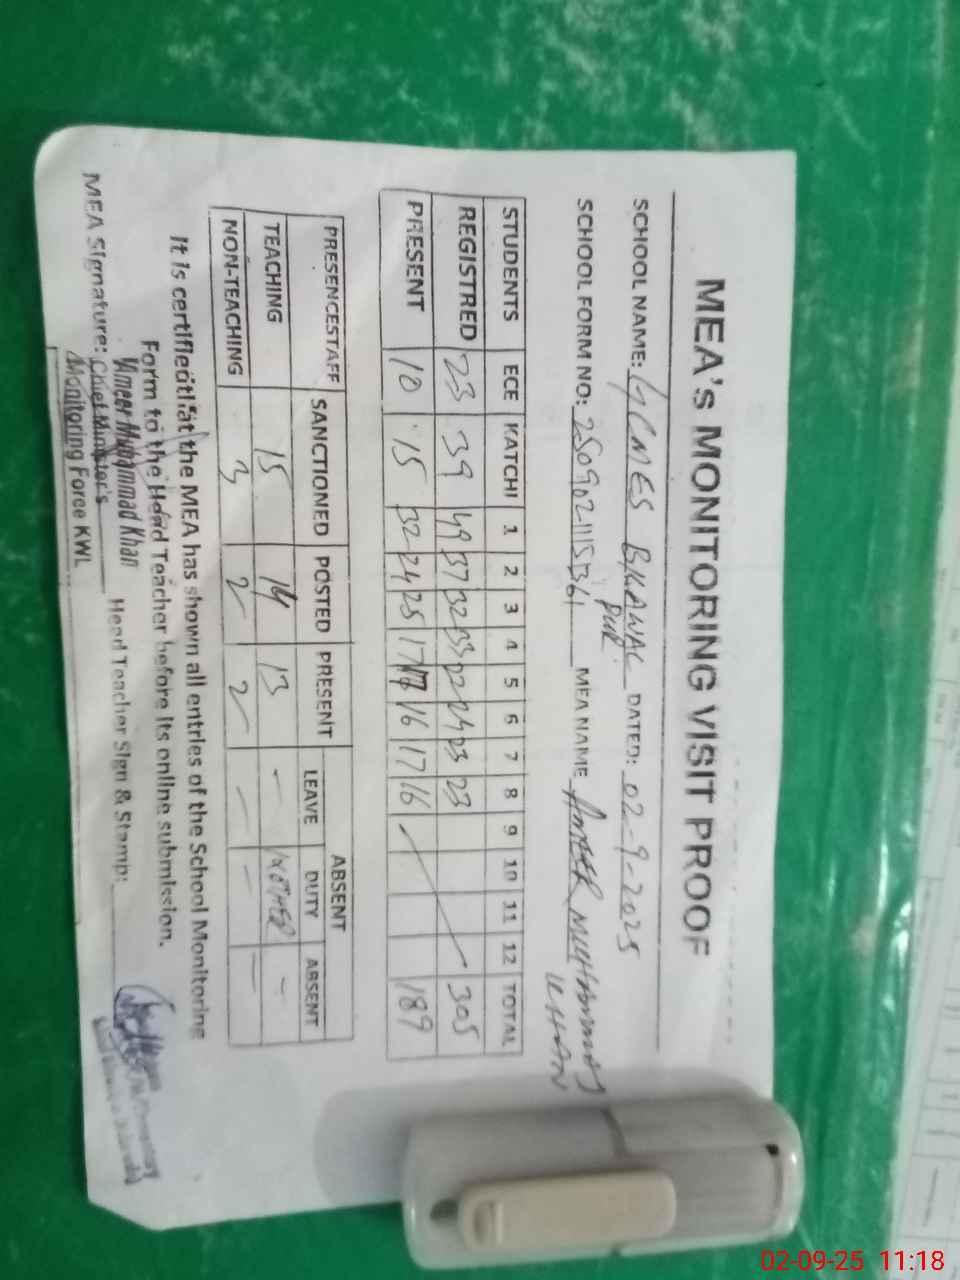 MEA's MONITORING VISIT PROOF
SCHOOL NAME: GCMES BHAWAL PUR DATED: 02-9-2025
SCHOOL FORM NO: MEA NAME AMEER MUHAMMAD KHAN
STUDENTS ECE KATCHI 1 2 3 4 5 6 7 8 9 10 11 12 TOTAL
REGISTRED 23 39 49 37 32 33 22 24 23 23 305
PRESENT 10 15 32 24 25 17 17 16 17 16 189
PRESENCESTAFF SANCTIONED POSTED PRESENT ABSENT
LEAVE DUTY ABSENT
TEACHING 15 14 13 - 1 -
NON-TEACHING 3 2 2 - - -
It is certified that the MEA has shown all entries of the School Monitoring
Form to the Head Teacher before its online submission.
MEA Signature: Head Teacher Sign & Stamp:
Ameer Muhammad Khan
Chief Minister's
Monitoring Force KWL
02-09-25 11:18